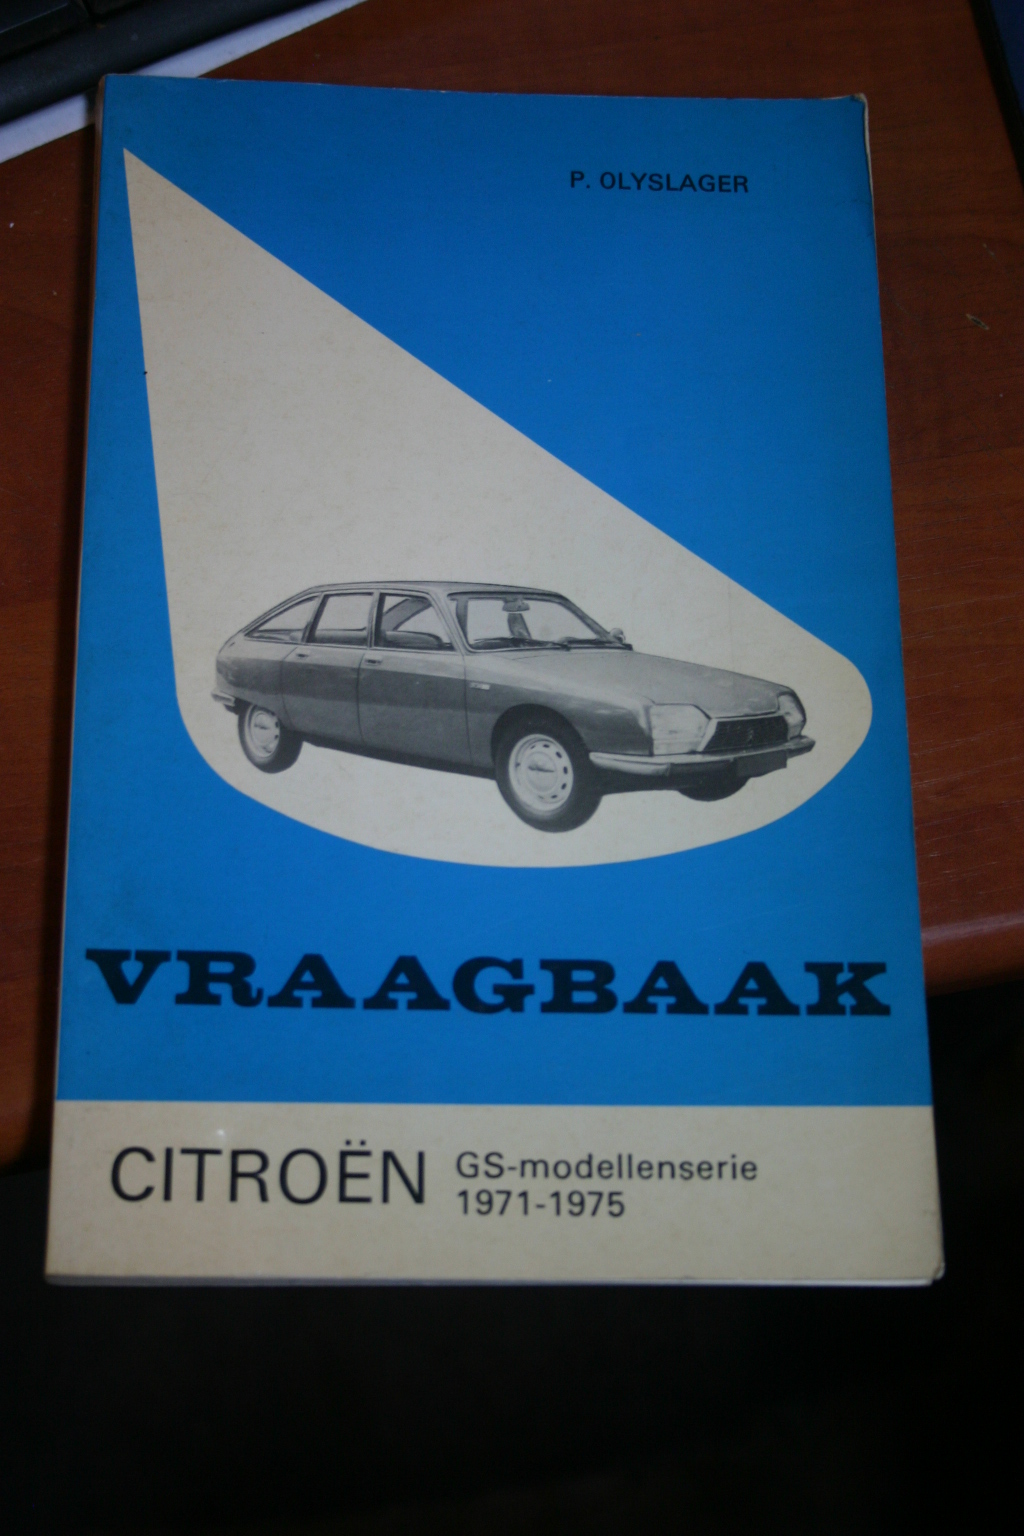 P. OLYSLAGER
VRAAGBAAK
CITROËN GS-modellenserie
1971-1975